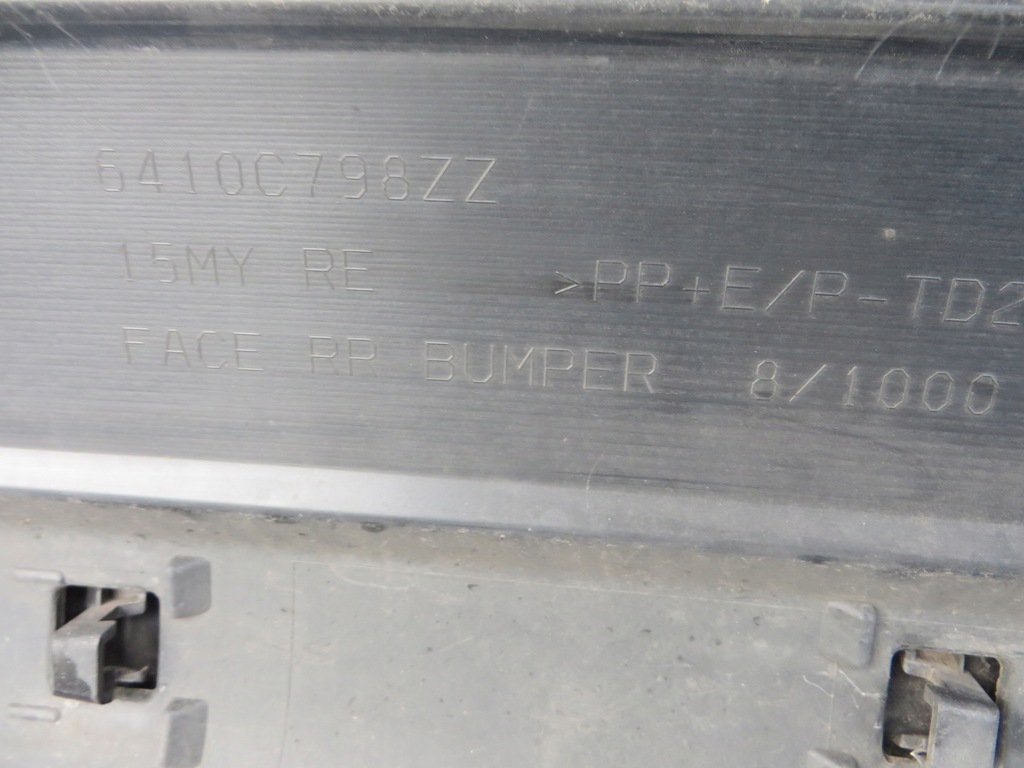 6410C798ZZ
15MY RE >PP+E/P-TD2
FACE RR BUMPER 8/1000